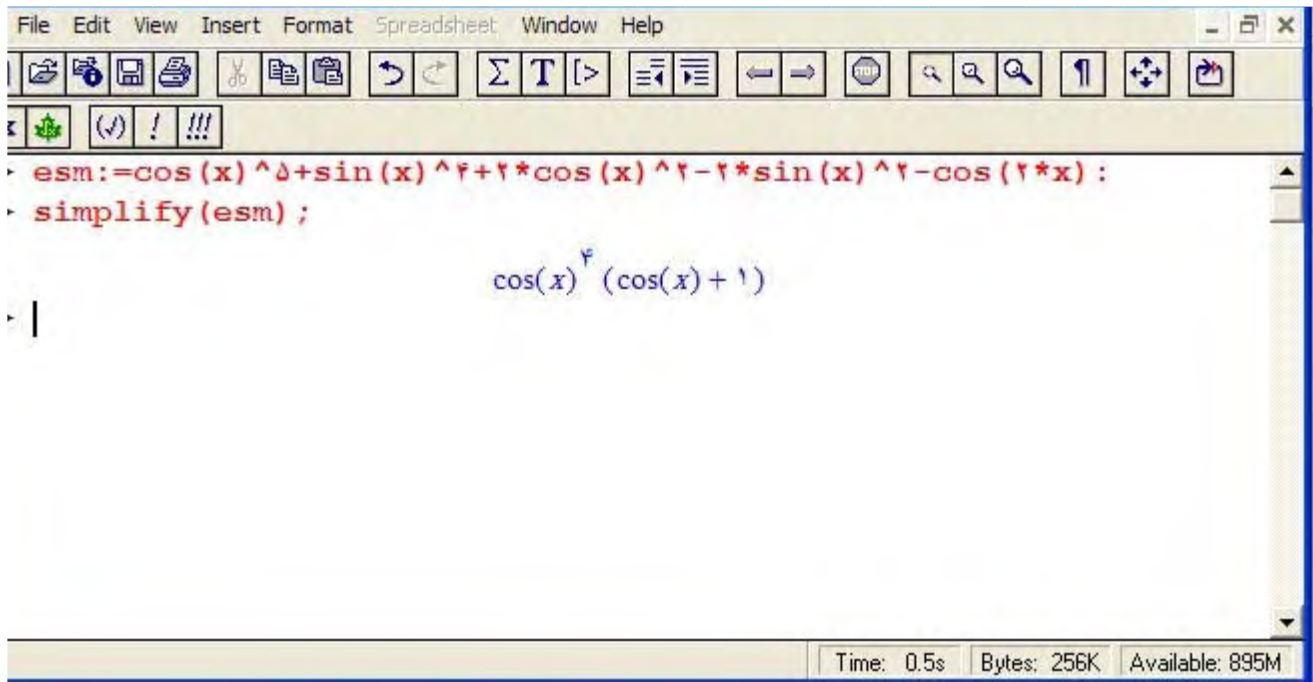 File Edit View Insert Format Spreadsheet Window Help
esm:=cos(x)^۵+sin(x)^۴+۲*cos(x)^۲-۲*sin(x)^۲-cos(۲*x):
simplify(esm);
cos(x)^۴ (cos(x) + ۱)
Time: 0.5s Bytes: 256K Available: 895M